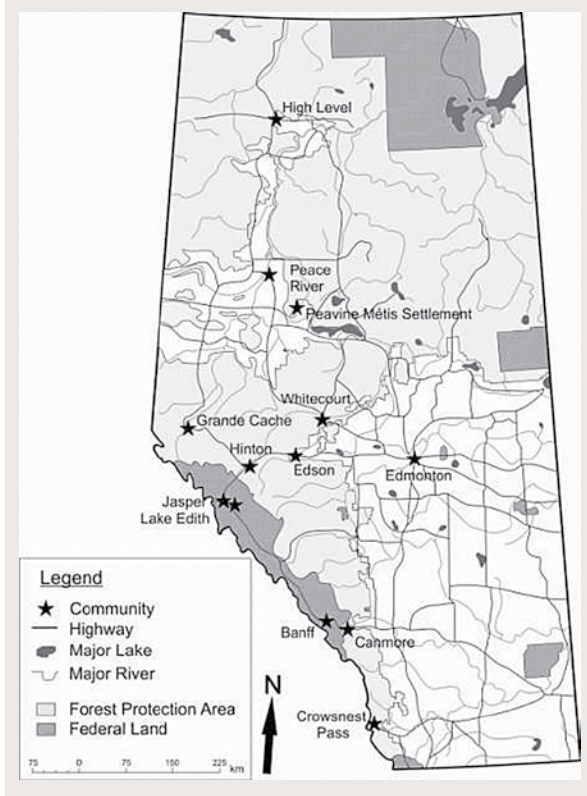 High Level
Peace
River
Peavine Métis Settlement
Whitecourt
Grande Cache
Hinton
Edson
Edmonton
Jasper
Lake Edith
Legend
Community
Highway
Major Lake
Major River
Forest Protection Area
Federal Land
Banff
Canmore
N
Crowsnest
Pass
75 0 75 150 225
km